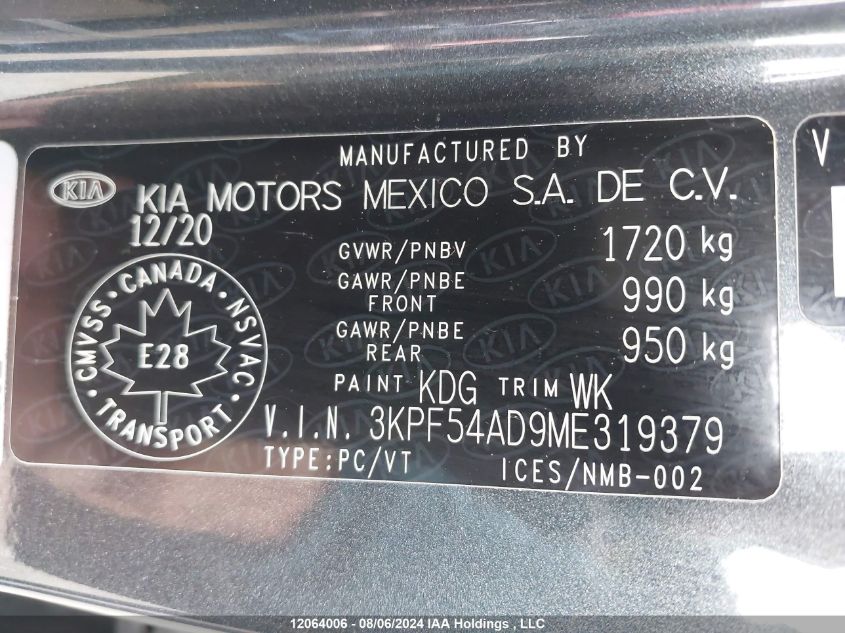 MANUFACTURED BY
KIA
KIA MOTORS MEXICO S.A. DE C.V.
12/20
GVWR/PNBV 1720 kg
GAWR/PNBE FRONT 990 kg
GAWR/PNBE REAR 950 kg
CMVSS · CANADA · NSVAC · TRANSPORT ·
E28
PAINT KDG TRIM WK
V.I.N. 3KPF54AD9ME319379
TYPE:PC/VT ICES/NMB-002
V
12064006 - 08/06/2024 IAA Holdings , LLC